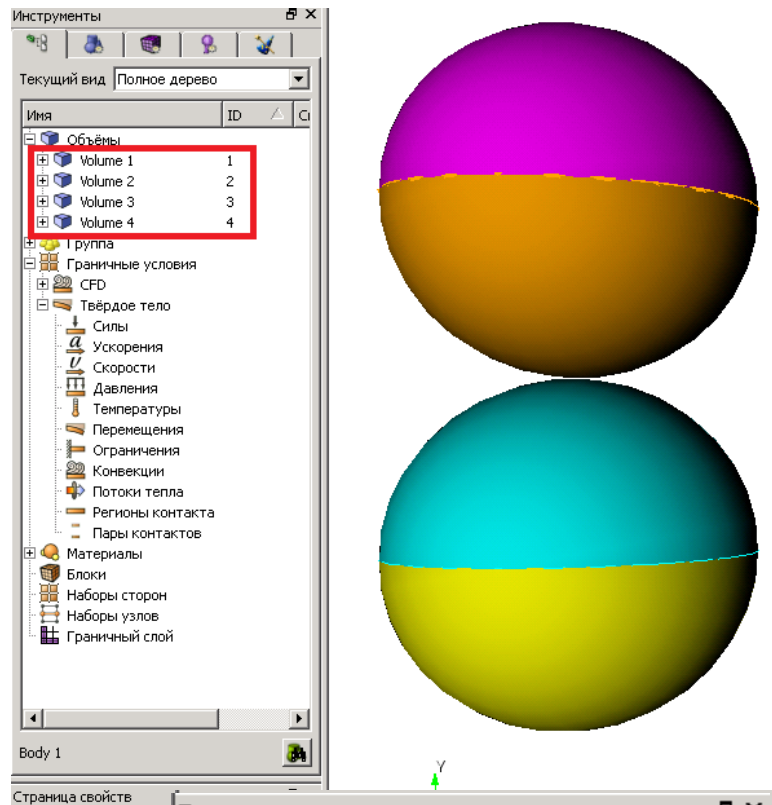 Инструменты
Текущий вид Полное дерево
Имя ID
Объёмы
Volume 1 1
Volume 2 2
Volume 3 3
Volume 4 4
Группа
Граничные условия
CFD
Твёрдое тело
Силы
Ускорения
Скорости
Давления
Температуры
Перемещения
Ограничения
Конвекции
Потоки тепла
Регионы контакта
Пары контактов
Материалы
Блоки
Наборы сторон
Наборы узлов
Граничный слой
Body 1
Y
Страница свойств